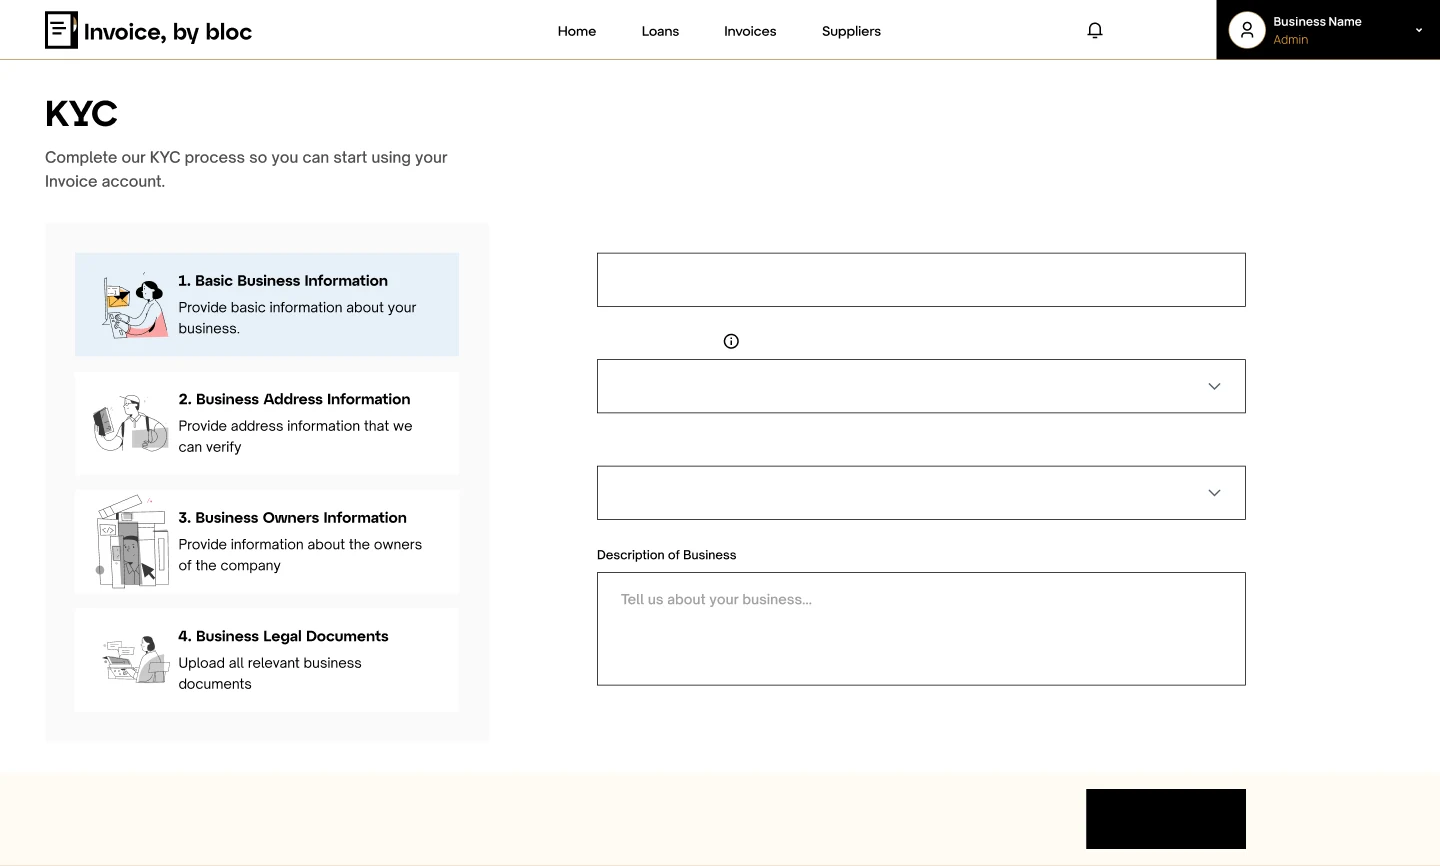 Invoice, by bloc
Home
Loans
Invoices
Suppliers
Business Name
Admin
KYC
Complete our KYC process so you can start using your
Invoice account.
1. Basic Business Information
Provide basic information about your
business.
2. Business Address Information
Provide address information that we
can verify
3. Business Owners Information
Provide information about the owners
of the company
4. Business Legal Documents
Upload all relevant business
documents
Description of Business
Tell us about your business...